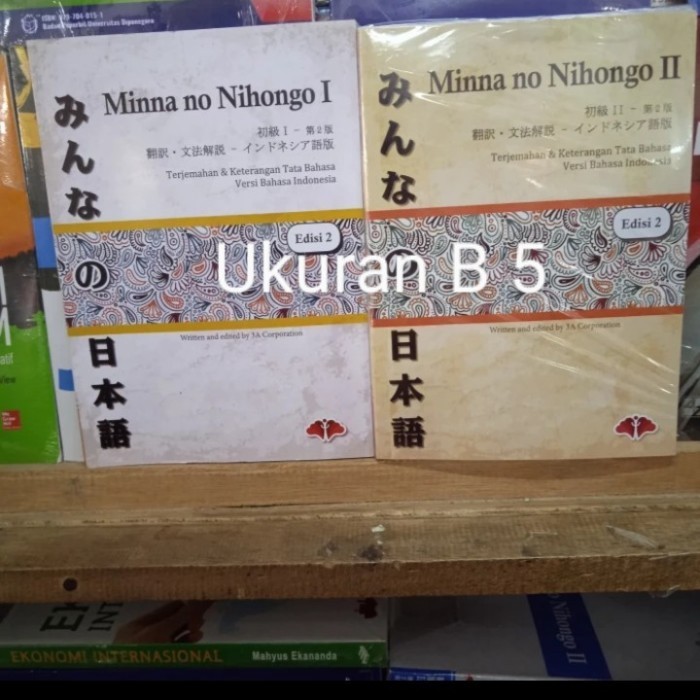 Badan Penerbit Universitas Diponegoro
Minna no Nihongo I
みんなの日本語
初級 I - 第2版
翻訳・文法解説 - インドネシア語版
Terjemahan & Keterangan Tata Bahasa
Versi Bahasa Indonesia
Edisi 2
Written and edited by 3A Corporation
Minna no Nihongo II
みんなの日本語
初級 II - 第2版
翻訳・文法解説 - インドネシア語版
Terjemahan & Keterangan Tata Bahasa
Versi Bahasa Indonesia
Edisi 2
Written and edited by 3A Corporation
Ukuran B 5
EKONOMI INTERNASIONAL
Mahyus Ekananda
Nihongo II